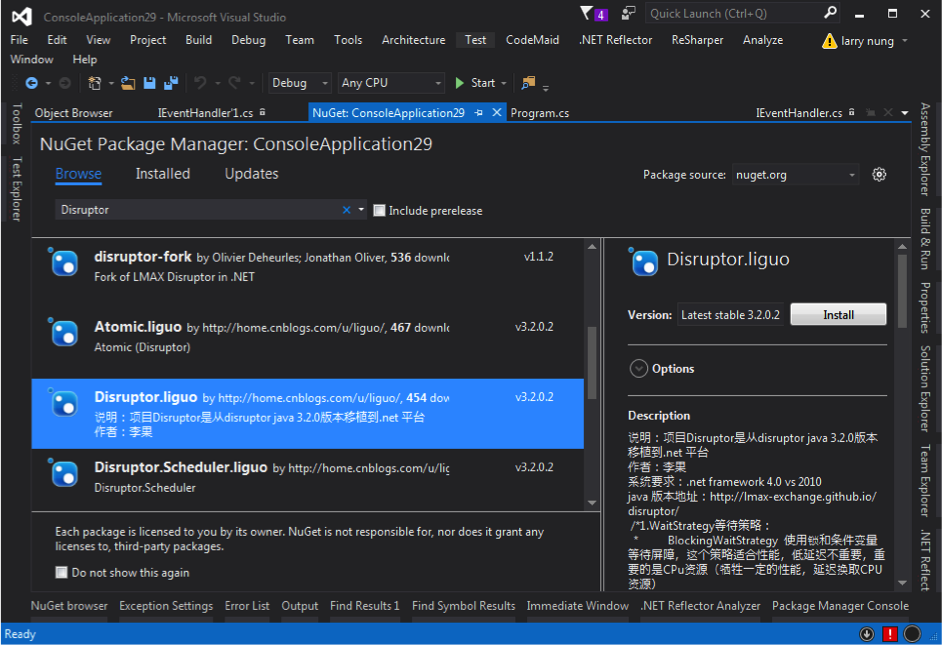 ConsoleApplication29 - Microsoft Visual Studio
4
Quick Launch (Ctrl+Q)
File Edit View Project Build Debug Team Tools Architecture Test CodeMaid .NET Reflector ReSharper Analyze larry nung
Window Help
Debug Any CPU Start
Toolbox
Test Explorer
Object Browser IEventHandler'1.cs NuGet: ConsoleApplication29 Program.cs IEventHandler.cs
NuGet Package Manager: ConsoleApplication29
Browse Installed Updates
Package source: nuget.org
Disruptor
Include prerelease
disruptor-fork by Olivier Deheurles; Jonathan Oliver, 536 downlo v1.1.2
Fork of LMAX Disruptor in .NET
Atomic.liguo by http://home.cnblogs.com/u/liguo/, 467 downlo v3.2.0.2
Atomic (Disruptor)
Disruptor.liguo by http://home.cnblogs.com/u/liguo/, 454 dow v3.2.0.2
说明：项目Disruptor是从disruptor java 3.2.0版本移植到.net 平台
作者：李果
Disruptor.Scheduler.liguo by http://home.cnblogs.com/u/lig v3.2.0.2
Disruptor.Scheduler
Each package is licensed to you by its owner. NuGet is not responsible for, nor does it grant any
licenses to, third-party packages.
Do not show this again
Disruptor.liguo
Version: Latest stable 3.2.0.2 Install
Options
Description
说明：项目Disruptor是从disruptor java 3.2.0版本
移植到.net 平台
作者：李果
系统要求：.net framework 4.0 vs 2010
java 版本地址：http://lmax-exchange.github.io/
disruptor/
/*1.WaitStrategy等待策略：
* BlockingWaitStrategy 使用锁和条件变量
等待屏障，这个策略适合性能，低延迟不重要，重
要的是CPu资源（牺牲一定的性能，延迟换取CPU
资源）
Assembly Explorer
Build & Run
Properties
Solution Explorer
Team Explorer
.NET Reflect
NuGet browser Exception Settings Error List Output Find Results 1 Find Symbol Results Immediate Window .NET Reflector Analyzer Package Manager Console
Ready